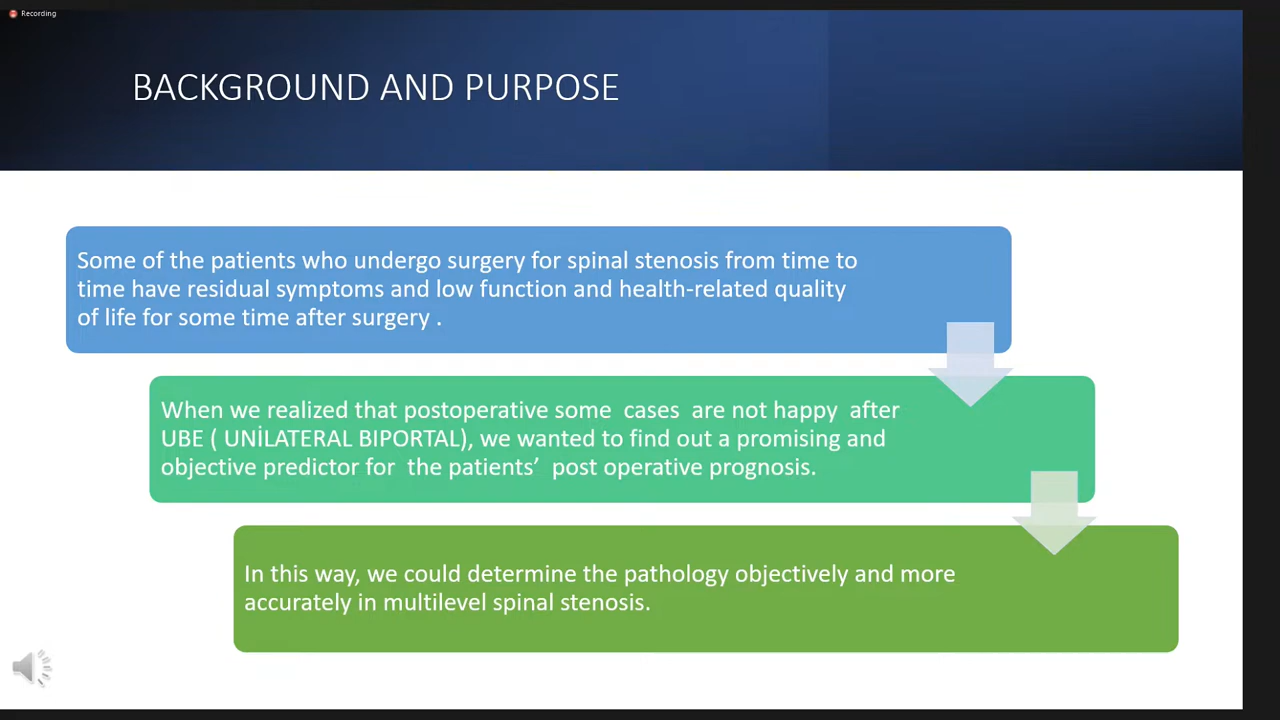 Recording
BACKGROUND AND PURPOSE
Some of the patients who undergo surgery for spinal stenosis from time to
time have residual symptoms and low function and health-related quality
of life for some time after surgery .
When we realized that postoperative some cases are not happy after
UBE ( UNİLATERAL BIPORTAL), we wanted to find out a promising and
objective predictor for the patients’ post operative prognosis.
In this way, we could determine the pathology objectively and more
accurately in multilevel spinal stenosis.